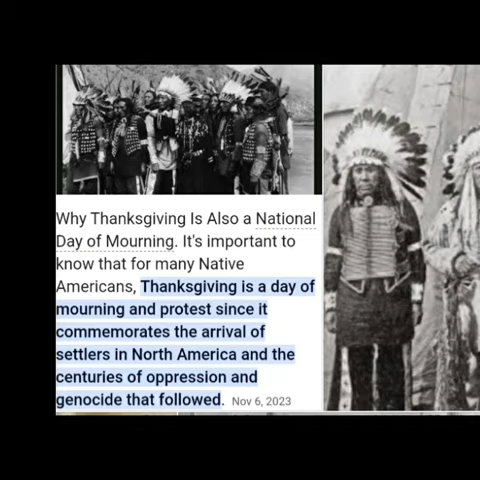 Why Thanksgiving Is Also a National
Day of Mourning. It's important to
know that for many Native
Americans, Thanksgiving is a day of
mourning and protest since it
commemorates the arrival of
settlers in North America and the
centuries of oppression and
genocide that followed. Nov 6, 2023